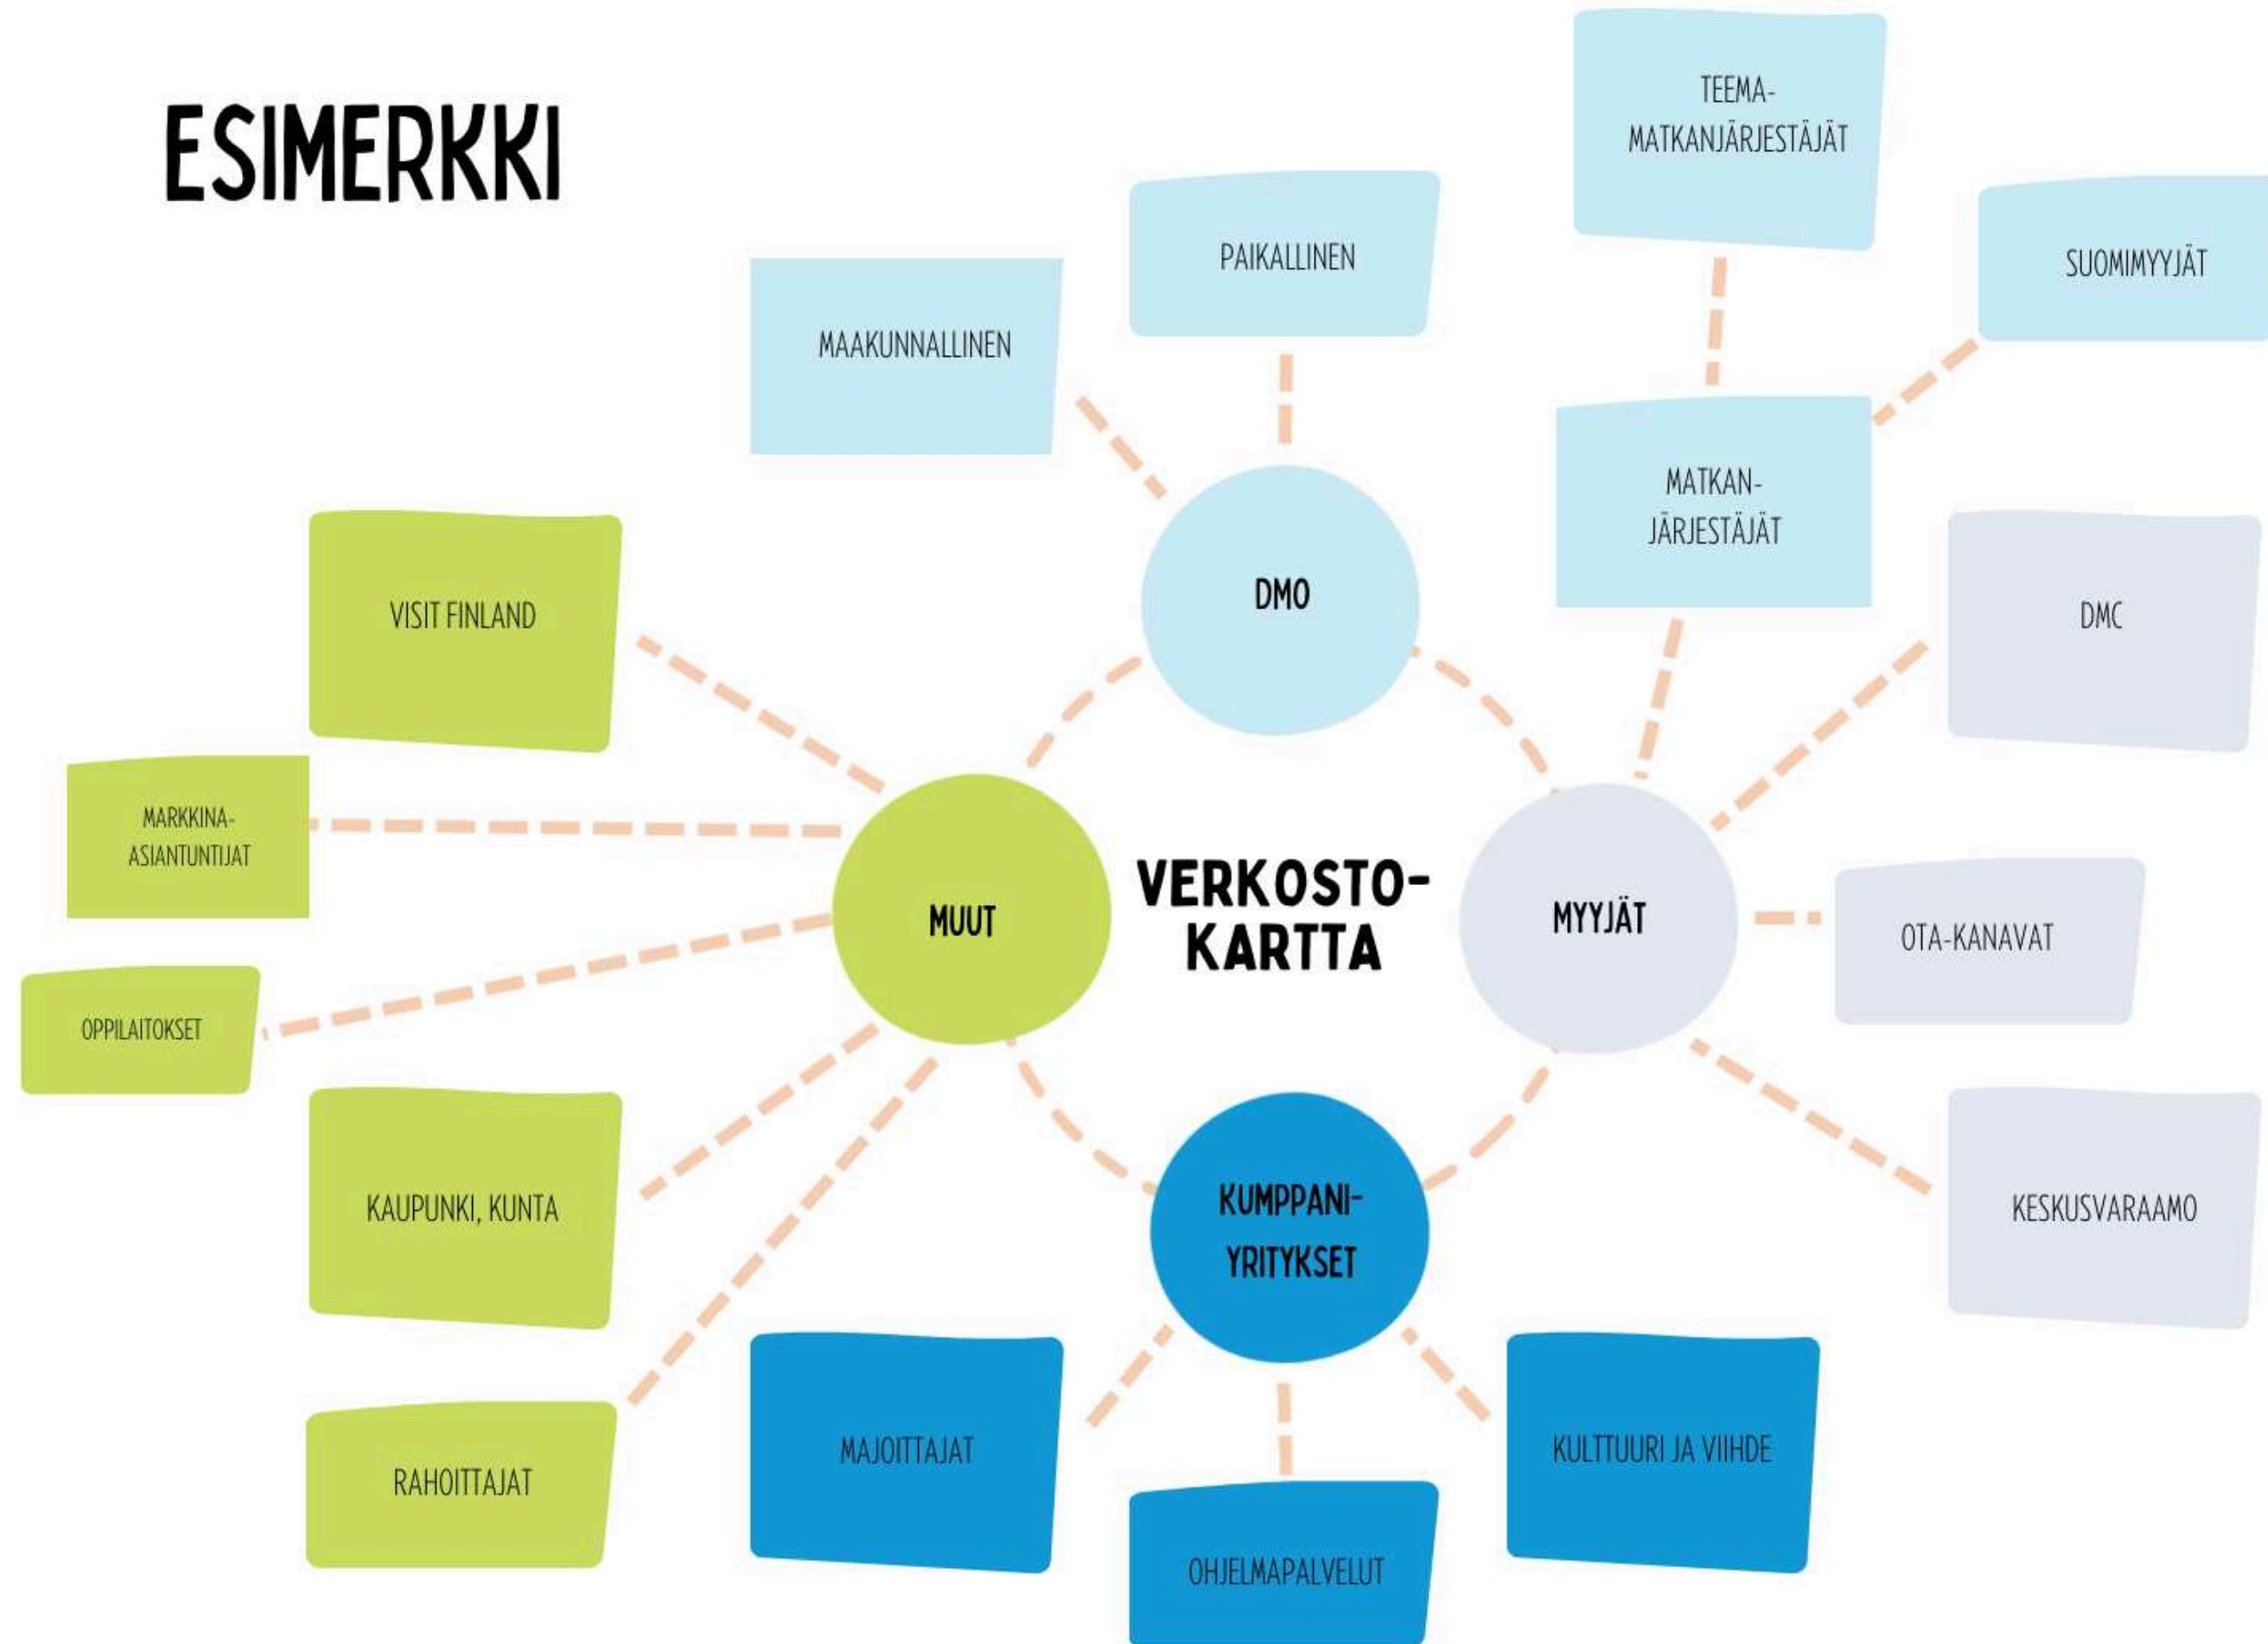 ESIMERKKI
TEEMA-
MATKANJÄRJESTÄJÄT
PAIKALLINEN
SUOMIMYYJÄT
MAAKUNNALLINEN
MATKAN-
JÄRJESTÄJÄT
DMO
VISIT FINLAND
DMC
MARKKINA-
ASIANTUNTIJAT
MUUT
VERKOSTO-
KARTTA
MYYJÄT
OTA-KANAVAT
OPPILAITOKSET
KAUPUNKI, KUNTA
KUMPPANI-
YRITYKSET
KESKUSVARAAMO
RAHOITTAJAT
MAJOITTAJAT
KULTTUURI JA VIIHDE
OHJELMAPALVELUT